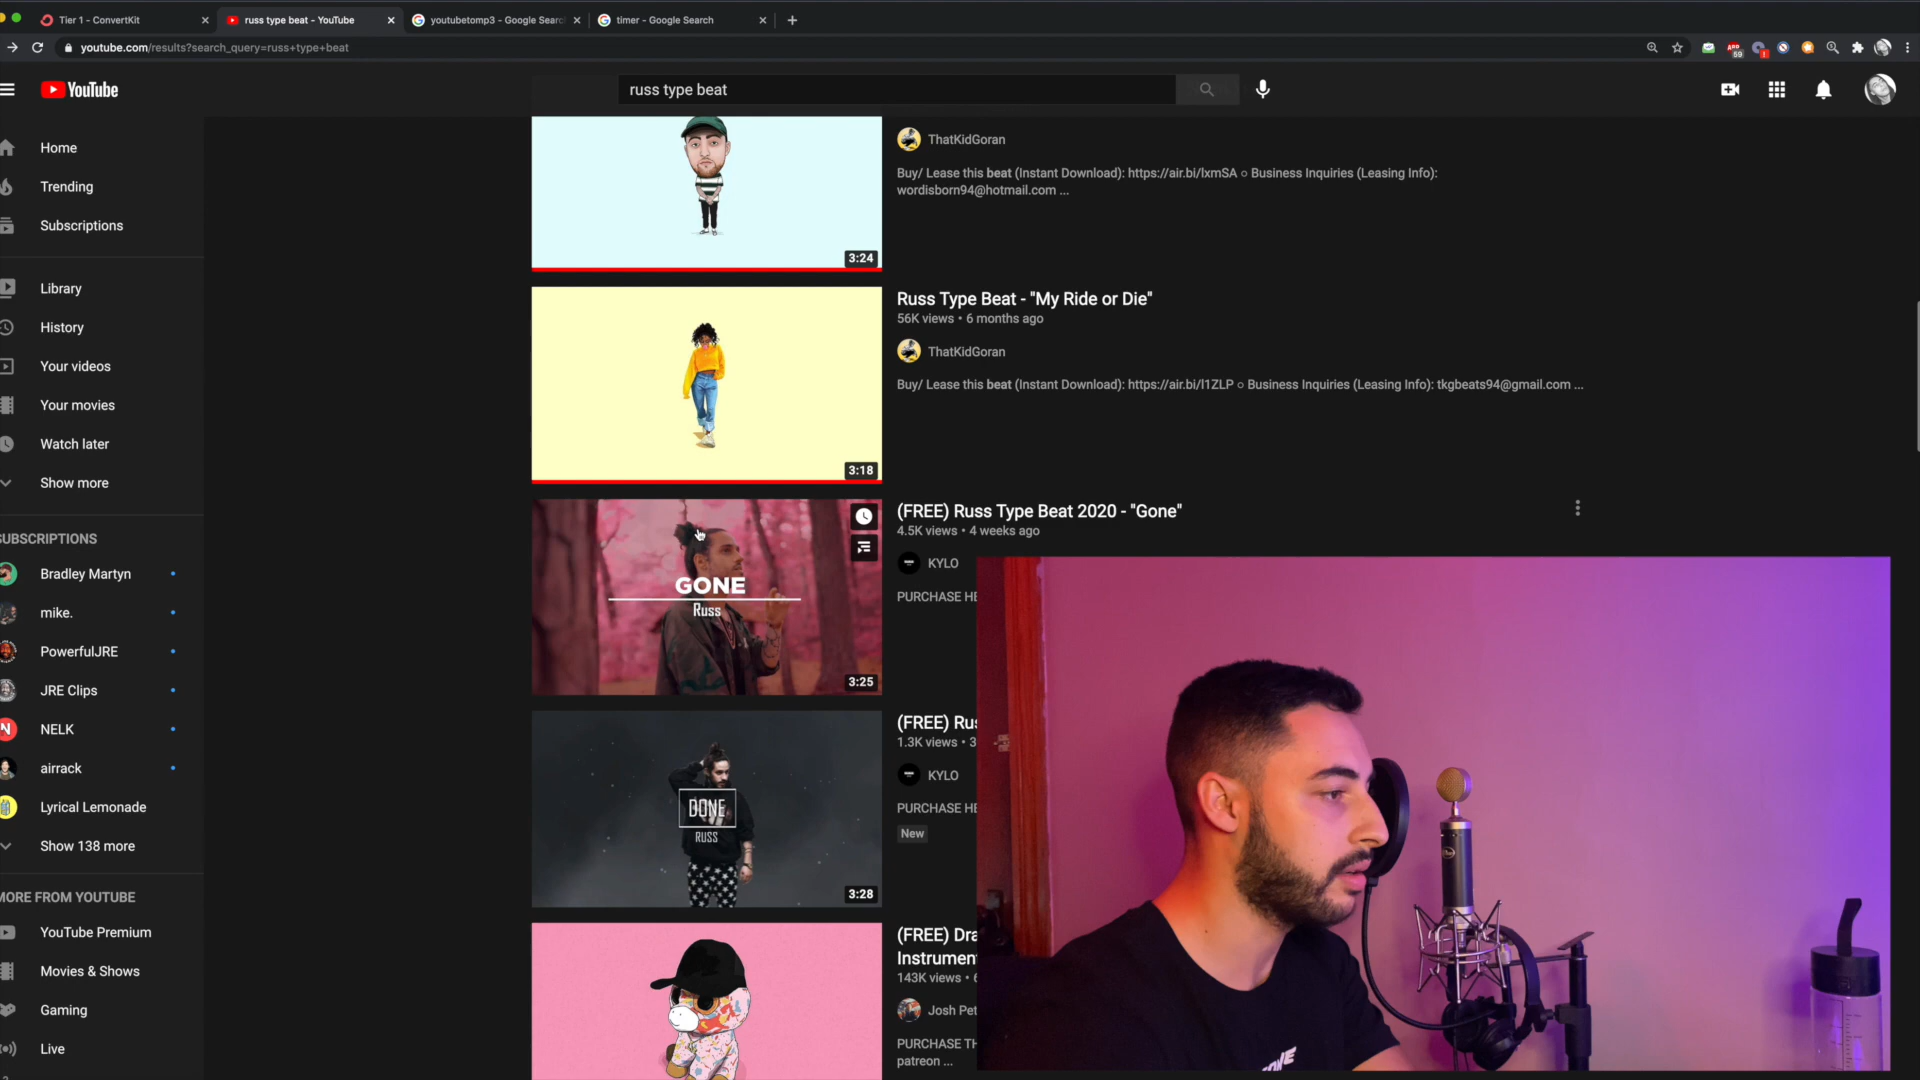 Tier 1 - ConvertKit
russ type beat - YouTube
youtubetomp3 - Google Searc
timer - Google Search
youtube.com/results?search_query=russ+type+beat
59
YouTube
russ type beat
Home
Trending
Subscriptions
Library
History
Your videos
Your movies
Watch later
Show more
SUBSCRIPTIONS
Bradley Martyn
mike.
PowerfulJRE
JRE Clips
NELK
airrack
Lyrical Lemonade
Show 138 more
MORE FROM YOUTUBE
YouTube Premium
Movies & Shows
Gaming
Live
3:24
ThatKidGoran
Buy/ Lease this beat (Instant Download): https://air.bi/lxmSA ○ Business Inquiries (Leasing Info):
wordisborn94@hotmail.com ...
3:18
Russ Type Beat - "My Ride or Die"
56K views • 6 months ago
ThatKidGoran
Buy/ Lease this beat (Instant Download): https://air.bi/l1ZLP ○ Business Inquiries (Leasing Info): tkgbeats94@gmail.com ...
GONE
Russ
3:25
(FREE) Russ Type Beat 2020 - "Gone"
4.5K views • 4 weeks ago
KYLO
PURCHASE HE
DONE
RUSS
3:28
(FREE) Rus
1.3K views • 3
KYLO
PURCHASE HE
New
(FREE) Dra
Instrumen
143K views • 6
Josh Pet
PURCHASE TH
patreon ...